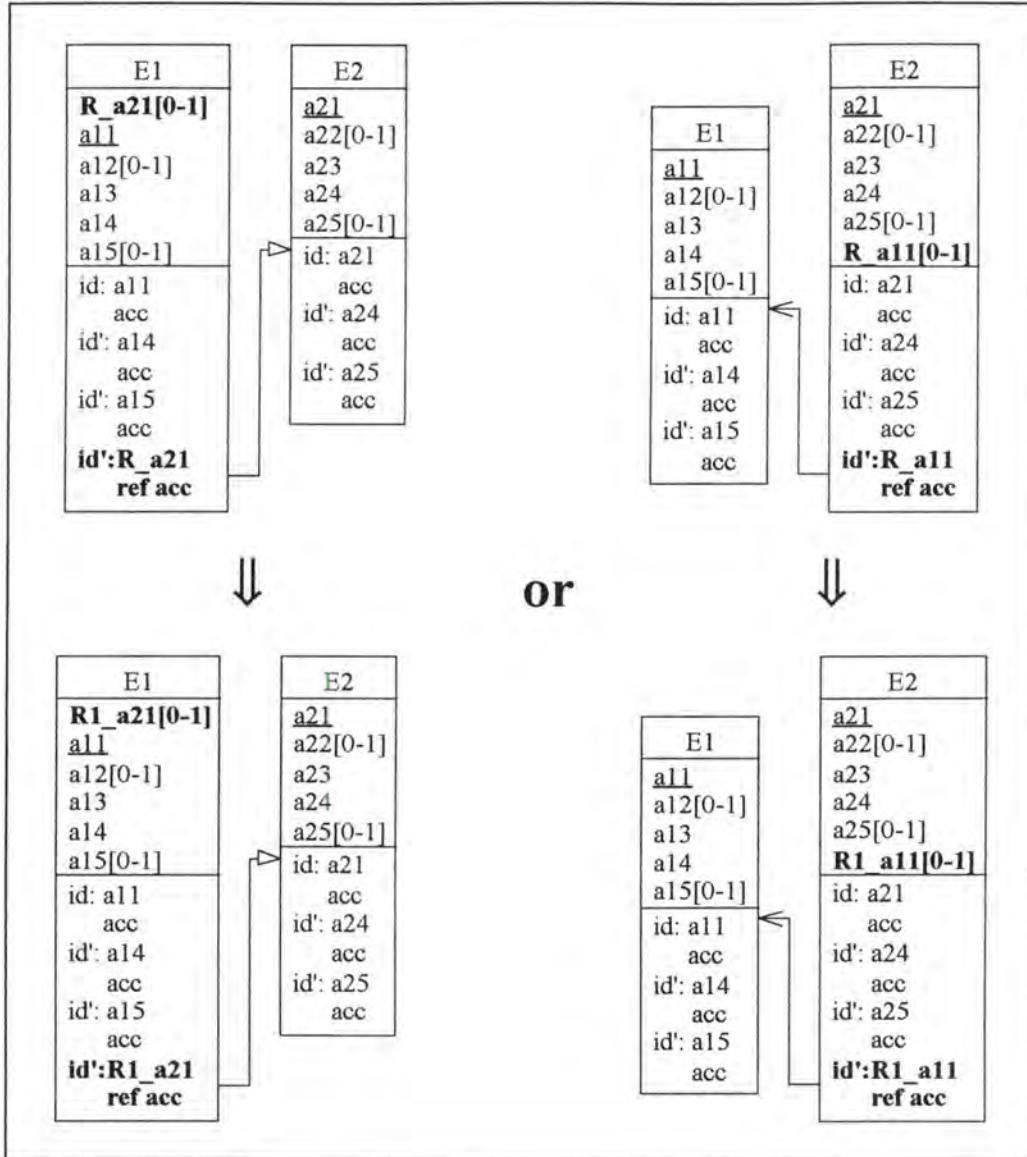 E1
R_a21[0-1]
a11
a12[0-1]
a13
a14
a15[0-1]
id: a11
acc
id': a14
acc
id': a15
acc
id':R_a21
ref acc
E2
a21
a22[0-1]
a23
a24
a25[0-1]
id: a21
acc
id': a24
acc
id': a25
acc
E1
a11
a12[0-1]
a13
a14
a15[0-1]
id: a11
acc
id': a14
acc
id': a15
acc
E2
a21
a22[0-1]
a23
a24
a25[0-1]
R_a11[0-1]
id: a21
acc
id': a24
acc
id': a25
acc
id':R_a11
ref acc
⇓ or ⇓
E1
R1_a21[0-1]
a11
a12[0-1]
a13
a14
a15[0-1]
id: a11
acc
id': a14
acc
id': a15
acc
id':R1_a21
ref acc
E2
a21
a22[0-1]
a23
a24
a25[0-1]
id: a21
acc
id': a24
acc
id': a25
acc
E1
a11
a12[0-1]
a13
a14
a15[0-1]
id: a11
acc
id': a14
acc
id': a15
acc
E2
a21
a22[0-1]
a23
a24
a25[0-1]
R1_a11[0-1]
id: a21
acc
id': a24
acc
id': a25
acc
id':R1_a11
ref acc